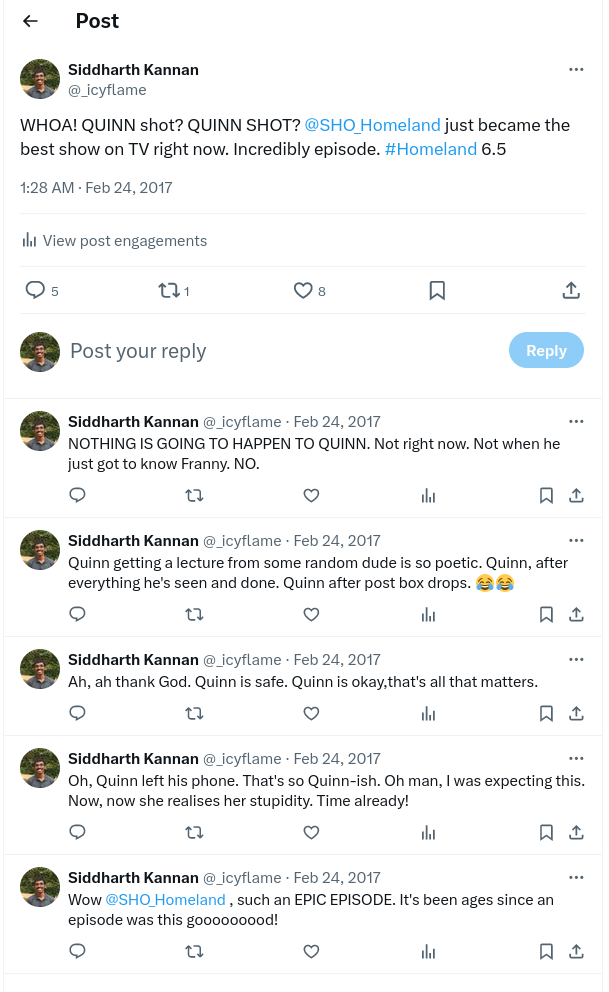 Post
Siddharth Kannan
@_icyflame
WHOA! QUINN shot? QUINN SHOT? @SHO_Homeland just became the
best show on TV right now. Incredibly episode. #Homeland 6.5
1:28 AM · Feb 24, 2017
View post engagements
5 1 8
Post your reply
Reply
Siddharth Kannan @_icyflame · Feb 24, 2017
NOTHING IS GOING TO HAPPEN TO QUINN. Not right now. Not when he
just got to know Franny. NO.
Siddharth Kannan @_icyflame · Feb 24, 2017
Quinn getting a lecture from some random dude is so poetic. Quinn, after
everything he's seen and done. Quinn after post box drops. 😂😂
Siddharth Kannan @_icyflame · Feb 24, 2017
Ah, ah thank God. Quinn is safe. Quinn is okay,that's all that matters.
Siddharth Kannan @_icyflame · Feb 24, 2017
Oh, Quinn left his phone. That's so Quinn-ish. Oh man, I was expecting this.
Now, now she realises her stupidity. Time already!
Siddharth Kannan @_icyflame · Feb 24, 2017
Wow @SHO_Homeland , such an EPIC EPISODE. It's been ages since an
episode was this goooooood!